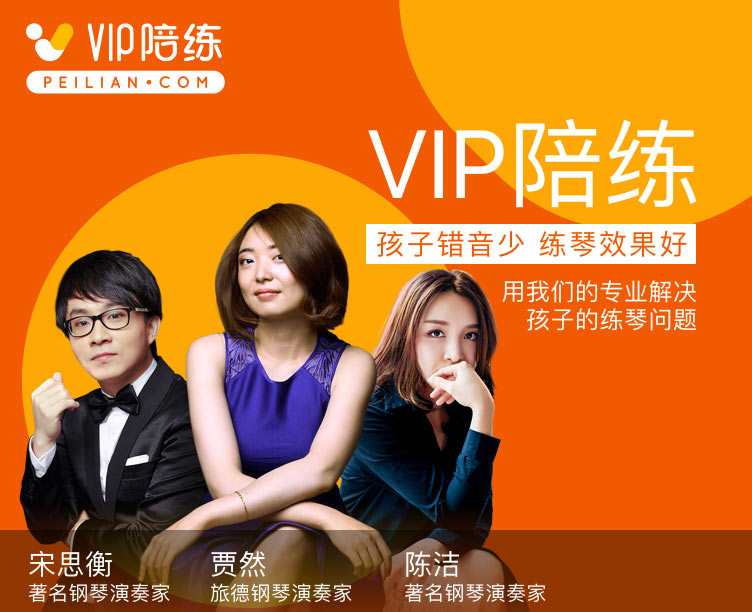 VIP陪练
PEILIAN·COM
VIP陪练
孩子错音少 练琴效果好
用我们的专业解决
孩子的练琴问题
宋思衡
著名钢琴演奏家
贾然
旅德钢琴演奏家
陈洁
著名钢琴演奏家